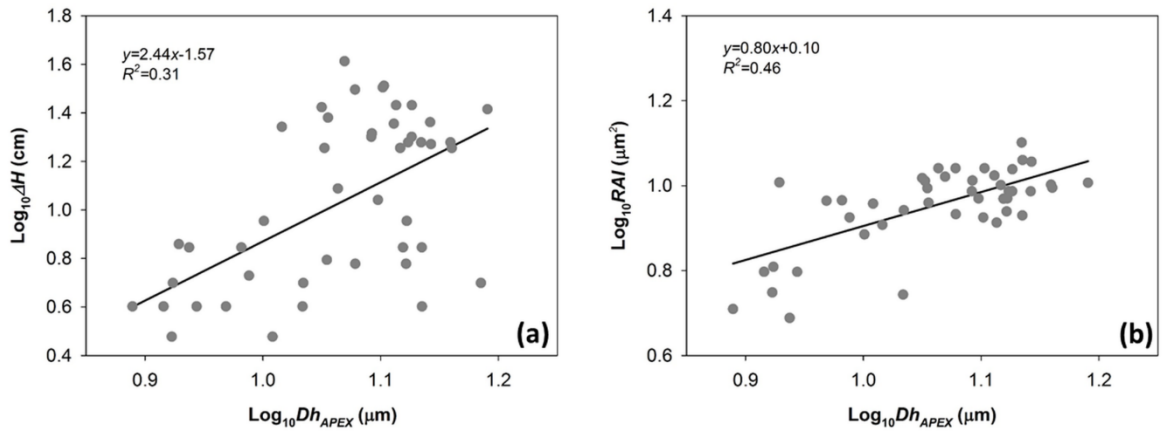 y=2.44x-1.57
R²=0.31
1.8
1.6
1.4
1.2
1.0
0.8
0.6
0.4
Log₁₀ΔH (cm)
(a)
0.9 1.0 1.1 1.2
Log₁₀Dh_APEX (μm)
y=0.80x+0.10
R²=0.46
1.4
1.2
1.0
0.8
0.6
Log₁₀RAI (μm²)
(b)
0.9 1.0 1.1 1.2
Log₁₀Dh_APEX (μm)